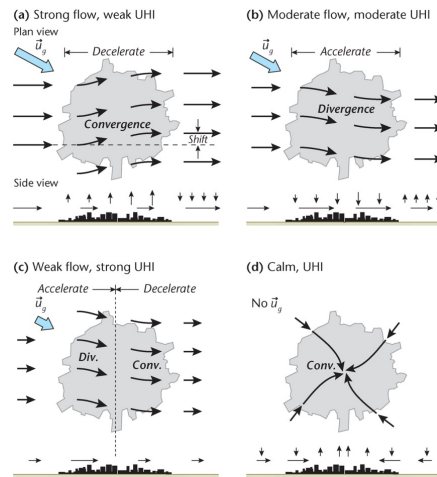 (a) Strong flow, weak UHI
Plan view
u⃗g
Decelerate
Convergence
Shift
Side view
(b) Moderate flow, moderate UHI
u⃗g
Accelerate
Divergence
(c) Weak flow, strong UHI
Accelerate
Decelerate
u⃗g
Div.
Conv.
(d) Calm, UHI
No u⃗g
Conv.